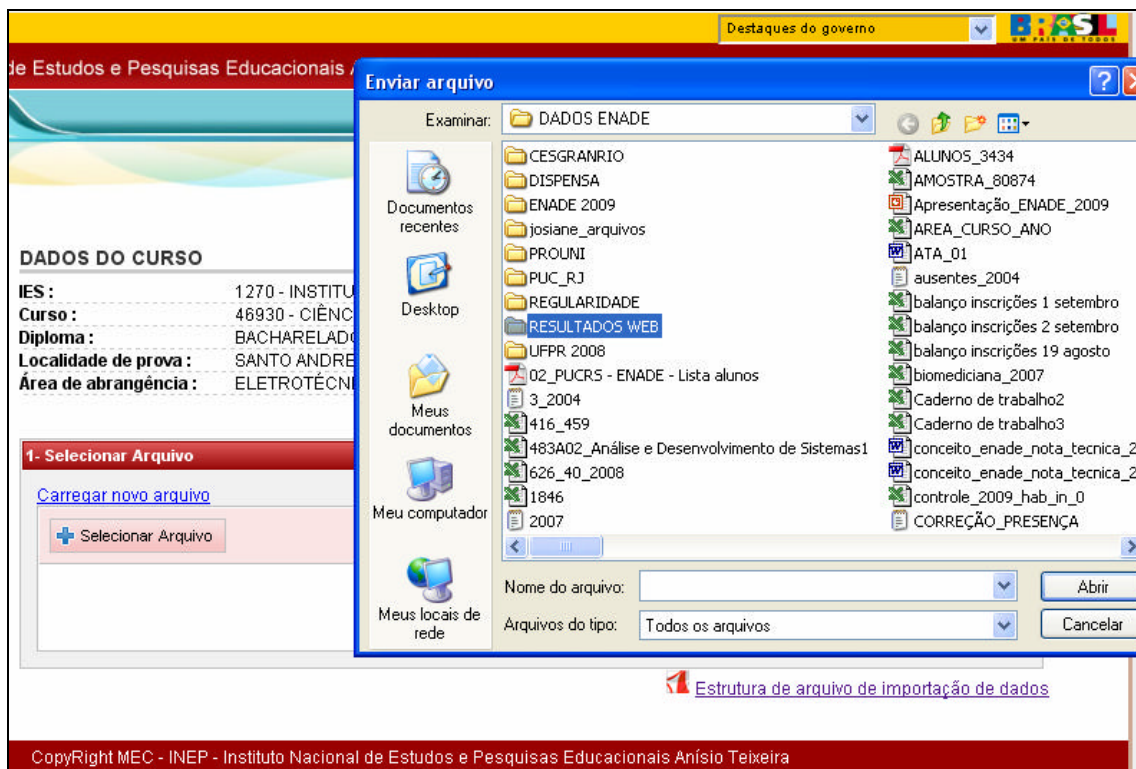 Destaques do governo
BRASIL
UM PAÍS DE TODOS
de Estudos e Pesquisas Educacionais
Enviar arquivo
Examinar:
DADOS ENADE
Documentos recentes
Desktop
Meus documentos
Meu computador
Meus locais de rede
CESGRANRIO
DISPENSA
ENADE 2009
josiane_arquivos
PROUNI
PUC_RJ
REGULARIDADE
RESULTADOS WEB
UFPR 2008
02_PUCRS - ENADE - Lista alunos
3_2004
416_459
483A02_Análise e Desenvolvimento de Sistemas1
626_40_2008
1846
2007
ALUNOS_3434
AMOSTRA_80874
Apresentação_ENADE_2009
AREA_CURSO_ANO
ATA_01
ausentes_2004
balanço inscrições 1 setembro
balanço inscrições 2 setembro
balanço inscrições 19 agosto
biomediciana_2007
Caderno de trabalho2
Caderno de trabalho3
conceito_enade_nota_tecnica_2
conceito_enade_nota_tecnica_2
controle_2009_hab_in_0
CORREÇÃO_PRESENÇA
Nome do arquivo:
Abrir
Arquivos do tipo:
Todos os arquivos
Cancelar
DADOS DO CURSO
IES : 1270 - INSTITU
Curso : 46930 - CIÊNC
Diploma : BACHARELADO
Localidade de prova : SANTO ANDRE
Área de abrangência : ELETROTÉCNI
1- Selecionar Arquivo
Carregar novo arquivo
Selecionar Arquivo
Estrutura de arquivo de importação de dados
CopyRight MEC - INEP - Instituto Nacional de Estudos e Pesquisas Educacionais Anísio Teixeira